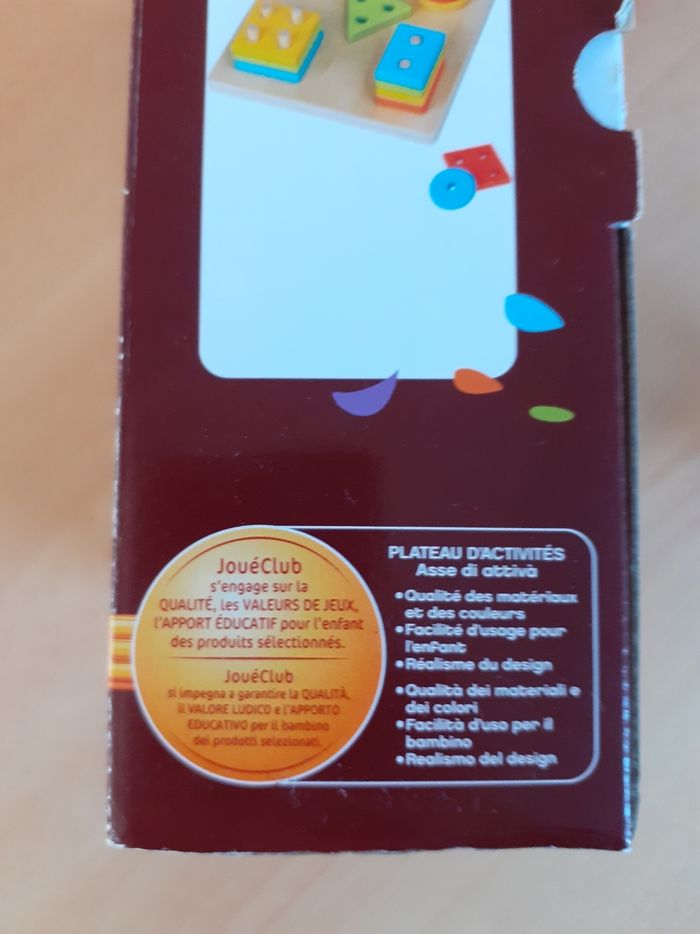 JouéClub
s'engage sur la
QUALITÉ, les VALEURS DE JEUX,
l'APPORT ÉDUCATIF pour l'enfant
des produits sélectionnés.
JouéClub
si impegna a garantire la QUALITÀ,
il VALORE LUDICO e l'APPORTO
EDUCATIVO per il bambino
dei prodotti selezionati.
PLATEAU D'ACTIVITÉS
Asse di attivà
•Qualité des matériaux
et des couleurs
•Facilité d'usage pour
l'enfant
•Réalisme du design
•Qualità dei materiali e
dei colori
•Facilità d'uso per il
bambino
•Realismo del design